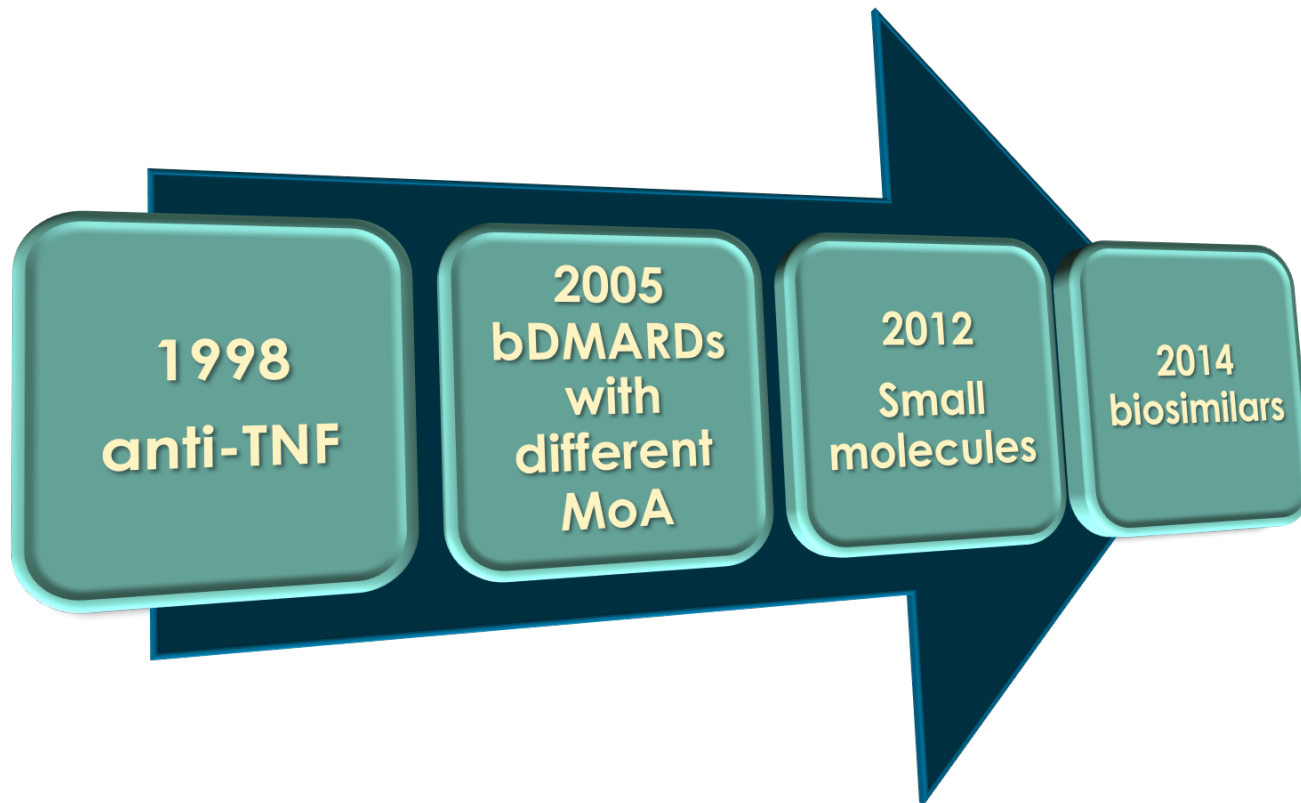 1998
anti-TNF
2005
bDMARDs
with
different
MoA
2012
Small
molecules
2014
biosimilars